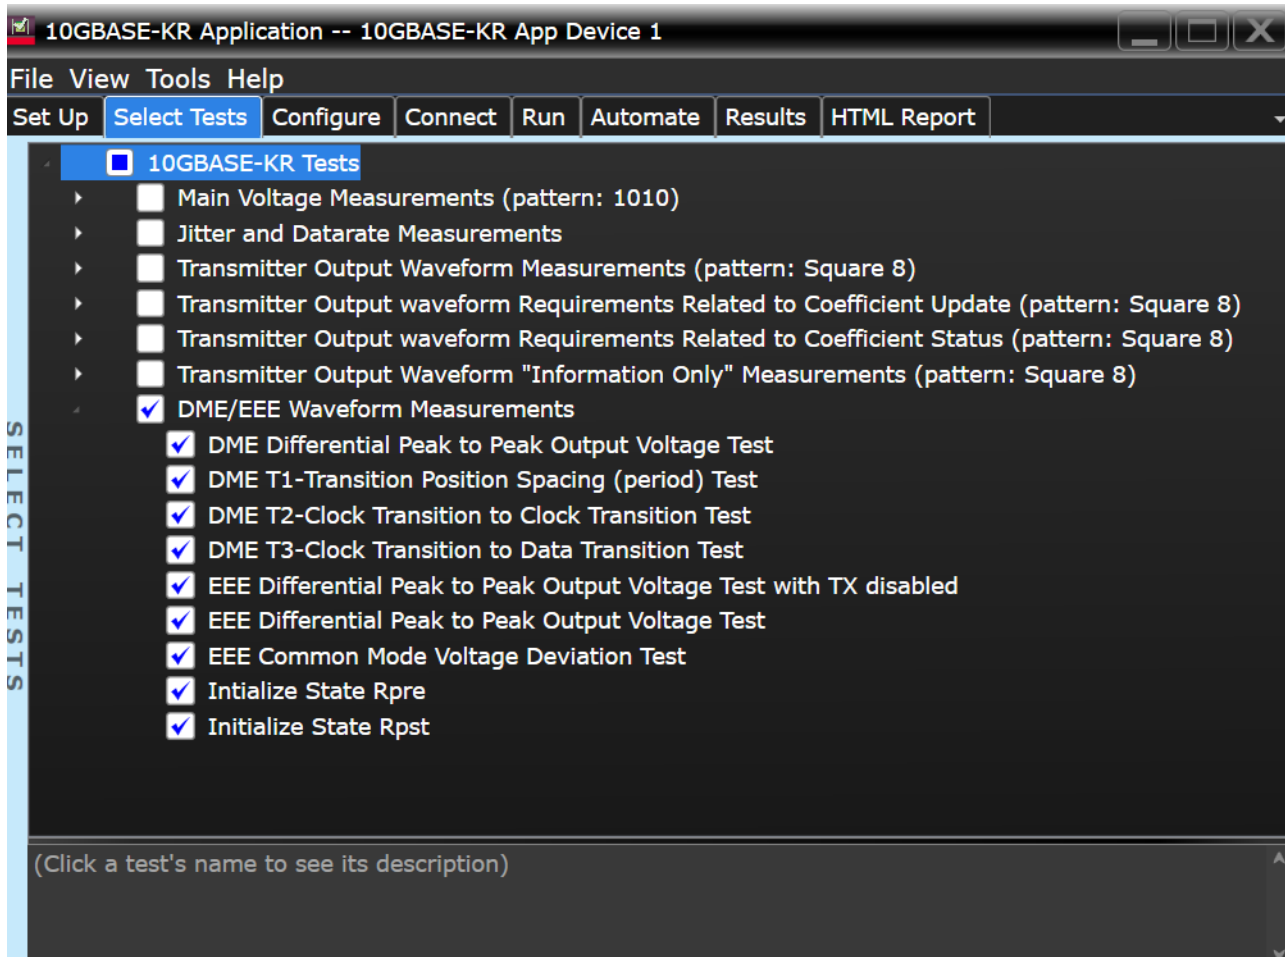 10GBASE-KR Application -- 10GBASE-KR App Device 1
File View Tools Help
Set Up Select Tests Configure Connect Run Automate Results HTML Report
10GBASE-KR Tests
Main Voltage Measurements (pattern: 1010)
Jitter and Datarate Measurements
Transmitter Output Waveform Measurements (pattern: Square 8)
Transmitter Output waveform Requirements Related to Coefficient Update (pattern: Square 8)
Transmitter Output waveform Requirements Related to Coefficient Status (pattern: Square 8)
Transmitter Output Waveform "Information Only" Measurements (pattern: Square 8)
DME/EEE Waveform Measurements
DME Differential Peak to Peak Output Voltage Test
DME T1-Transition Position Spacing (period) Test
DME T2-Clock Transition to Clock Transition Test
DME T3-Clock Transition to Data Transition Test
EEE Differential Peak to Peak Output Voltage Test with TX disabled
EEE Differential Peak to Peak Output Voltage Test
EEE Common Mode Voltage Deviation Test
Intialize State Rpre
Initialize State Rpst
SELECT TESTS
(Click a test's name to see its description)